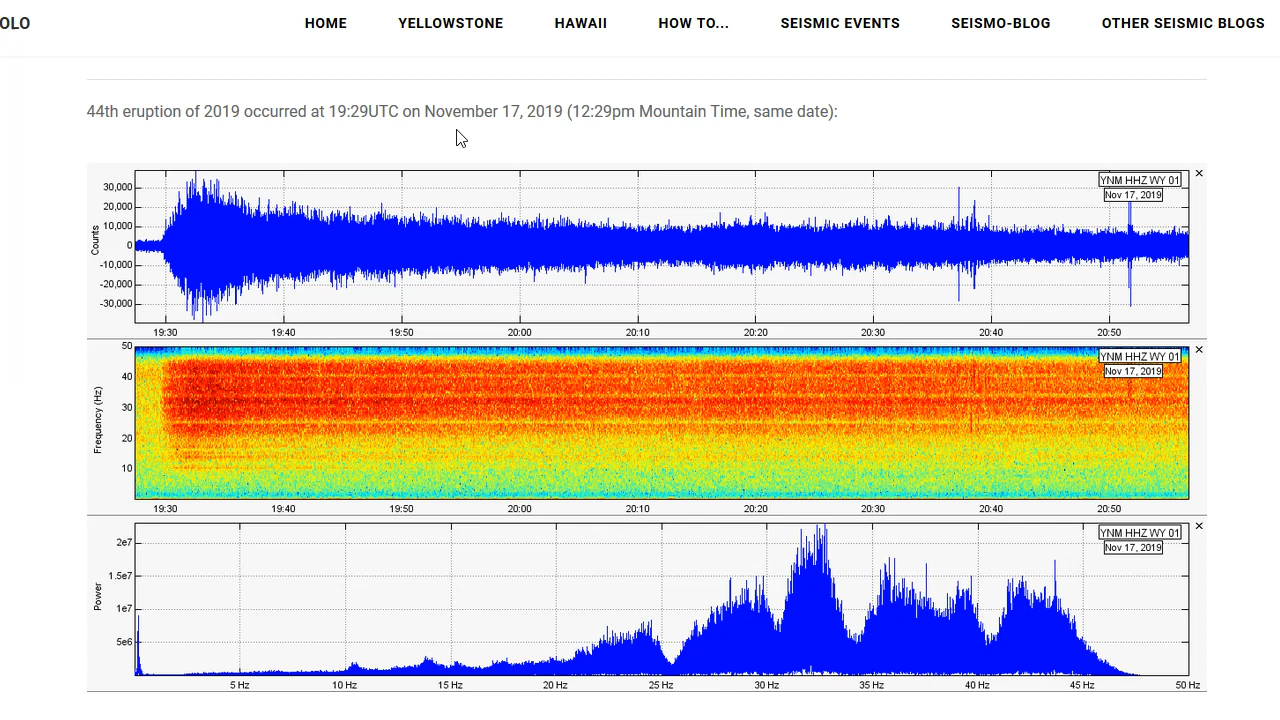 OLO
HOME YELLOWSTONE HAWAII HOW TO... SEISMIC EVENTS SEISMO-BLOG OTHER SEISMIC BLOGS
44th eruption of 2019 occurred at 19:29UTC on November 17, 2019 (12:29pm Mountain Time, same date):
YNM HHZ WY 01
Nov 17, 2019
Counts
30,000
20,000
10,000
0
-10,000
-20,000
-30,000
19:30 19:40 19:50 20:00 20:10 20:20 20:30 20:40 20:50
YNM HHZ WY 01
Nov 17, 2019
Frequency (Hz)
50
40
30
20
10
19:30 19:40 19:50 20:00 20:10 20:20 20:30 20:40 20:50
YNM HHZ WY 01
Nov 17, 2019
Power
2e7
1.5e7
1e7
5e6
5 Hz 10 Hz 15 Hz 20 Hz 25 Hz 30 Hz 35 Hz 40 Hz 45 Hz 50 Hz